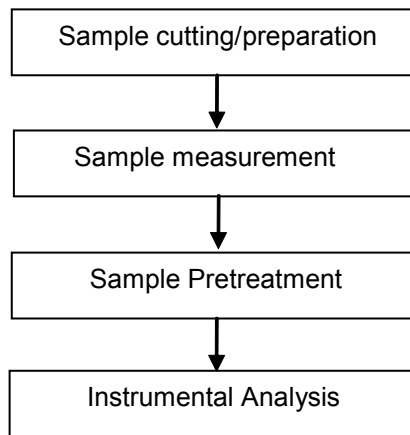 Sample cutting/preparation
Sample measurement
Sample Pretreatment
Instrumental Analysis